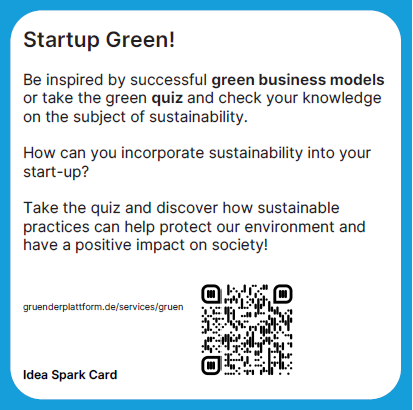 Startup Green!
Be inspired by successful green business models
or take the green quiz and check your knowledge
on the subject of sustainability.
How can you incorporate sustainability into your
start-up?
Take the quiz and discover how sustainable
practices can help protect our environment and
have a positive impact on society!
gruenderplattform.de/services/gruen
Idea Spark Card